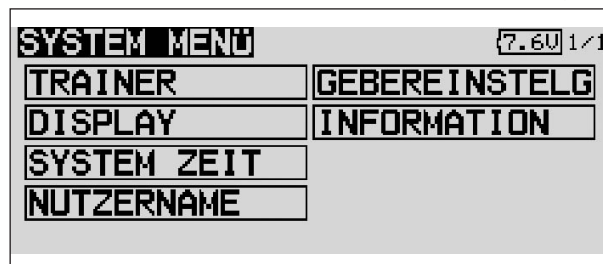 SYSTEM MENÜ 7.6V 1/1
TRAINER GEBEREINSTELG
DISPLAY INFORMATION
SYSTEM ZEIT
NUTZERNAME